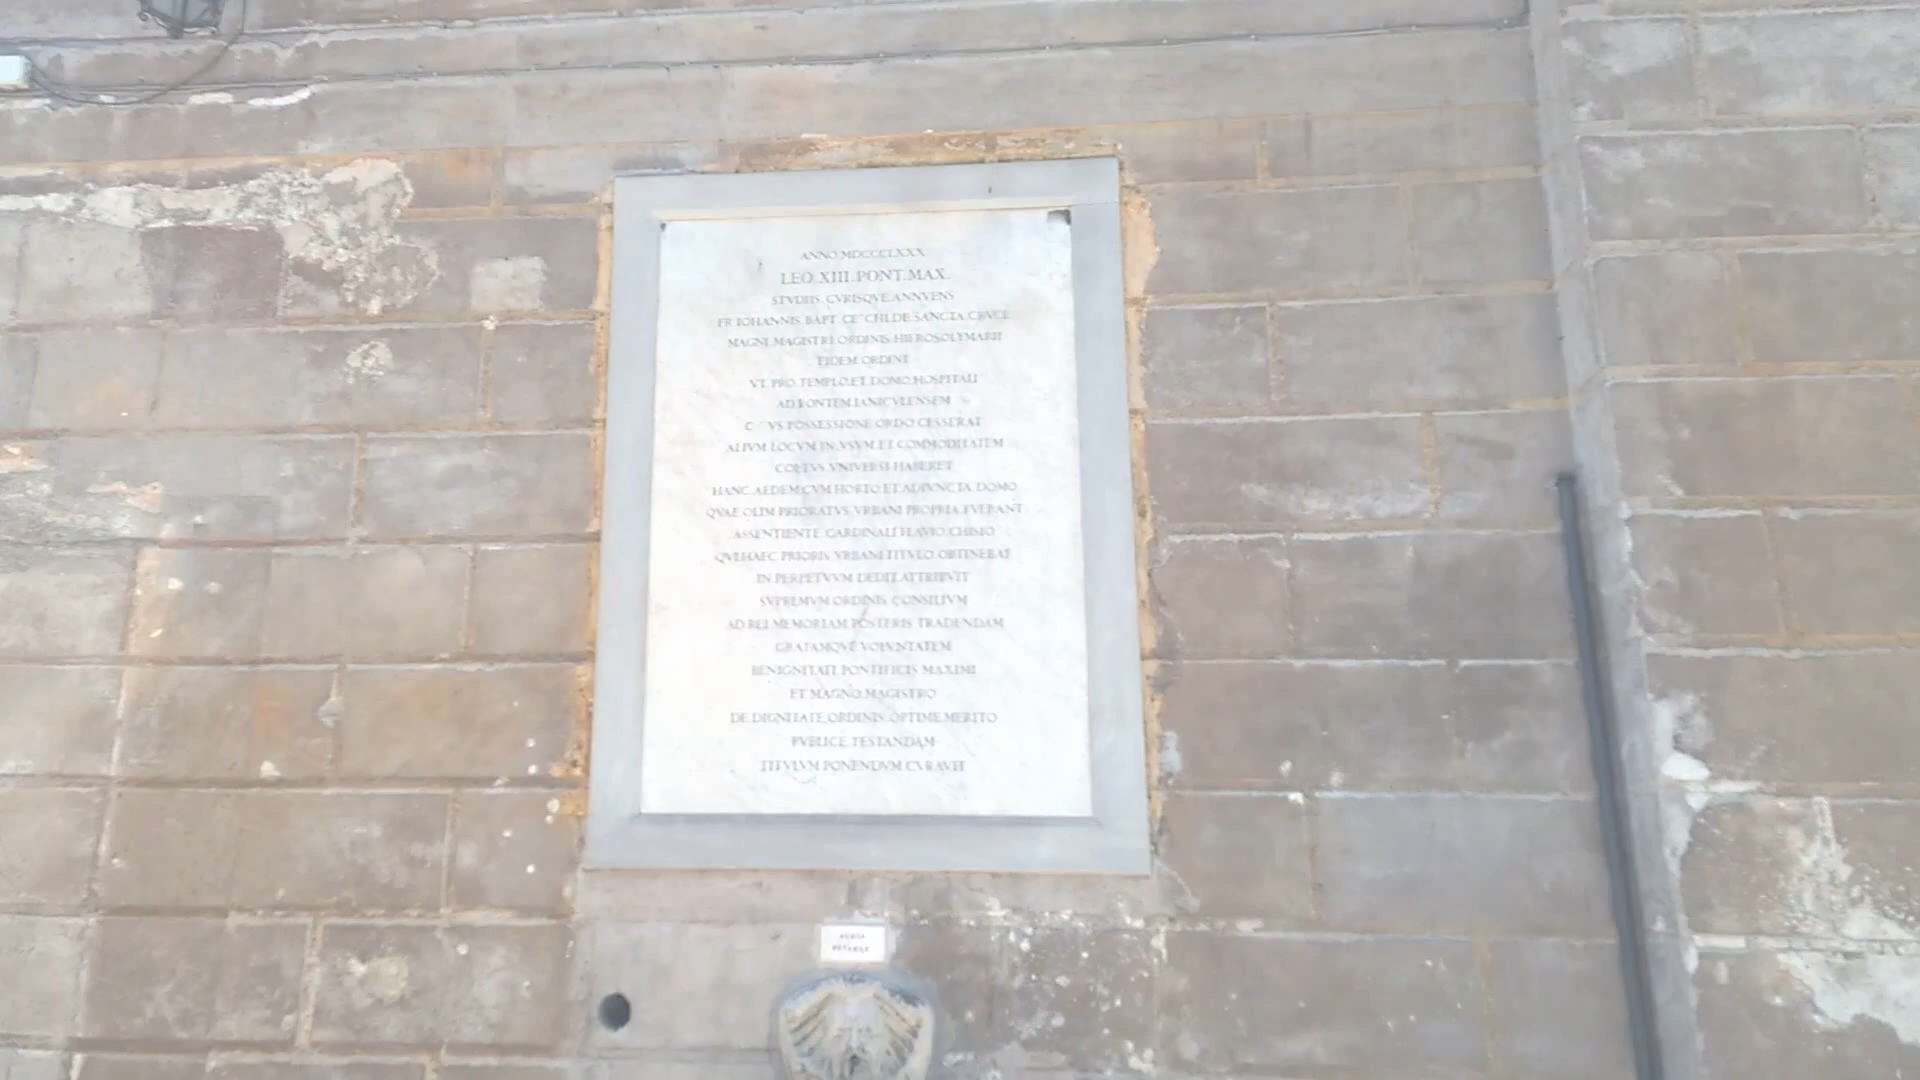 ANNO MDCCCLXXX
LEO. XIII. PONT. MAX.
STVDIIS. CVRISQVE. ANNVENS
FR. IOHANNIS. BAPT. CE CHI. DE. SANCTA. CRVCE
MAGNI. MAGISTRI. ORDINIS. HIEROSOLYMARII
EIDEM. ORDINI
VT. PRO. TEMPLO. ET. DOMO. HOSPITALI
AD. PONTEM. IANICVLENSEM
C VS. POSSESSIONE. ORDO. CESSERAT
ALIVM. LOCVM. IN. VSVM. ET. COMMODITATEM
COETVS. VNIVERSI. HABERET
HANC. AEDEM. CVM. HORTO. ET. ADIVNCTA. DOMO
QVAE. OLIM. PRIORATVS. VRBANI. PROPRIA. FVERANT
ASSENTIENTE. CARDINALI. FLAVIO. CHISIO
QVI. HAEC. PRIORIS. VRBANI. TITVLO. OBTINEBAT
IN. PERPETVVM. DEDIT. ATTRIBVIT
SVPREMVM. ORDINIS. CONSILIVM
AD. REI. MEMORIAM. POSTERIS. TRADENDAM
GRATAMQVE. VOLVNTATEM
BENIGNITATI. PONTIFICIS. MAXIMI
ET. MAGNO. MAGISTRO
DE. DIGNITATE. ORDINIS. OPTIME. MERITO
PVBLICE. TESTANDAM
TITVLVM. PONENDVM. CVRAVIT
ACQUA
POTABILE